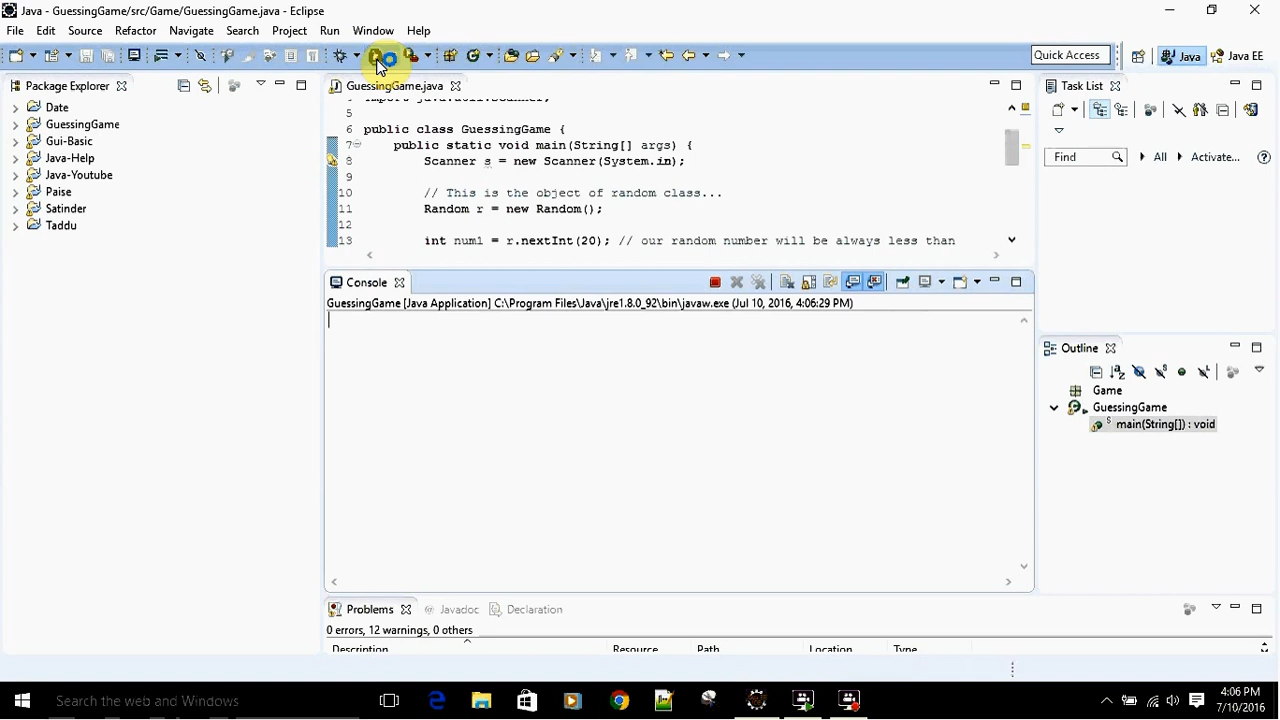 Java - GuessingGame/src/Game/GuessingGame.java - Eclipse
File Edit Source Refactor Navigate Search Project Run Window Help
Quick Access
Java
Java EE
Package Explorer
Date
GuessingGame
Gui-Basic
Java-Help
Java-Youtube
Paise
Satinder
Taddu
GuessingGame.java
5
6 public class GuessingGame {
7 public static void main(String[] args) {
8 Scanner s = new Scanner(System.in);
9
10 // This is the object of random class...
11 Random r = new Random();
12
13 int num1 = r.nextInt(20); // our random number will be always less than
Console
GuessingGame [Java Application] C:\Program Files\Java\jre1.8.0_92\bin\javaw.exe (Jul 10, 2016, 4:06:29 PM)
Problems Javadoc Declaration
0 errors, 12 warnings, 0 others
Description Resource Path Location Type
Task List
Find All Activate...
Outline
Game
GuessingGame
main(String[]) : void
Search the web and Windows
4:06 PM
7/10/2016